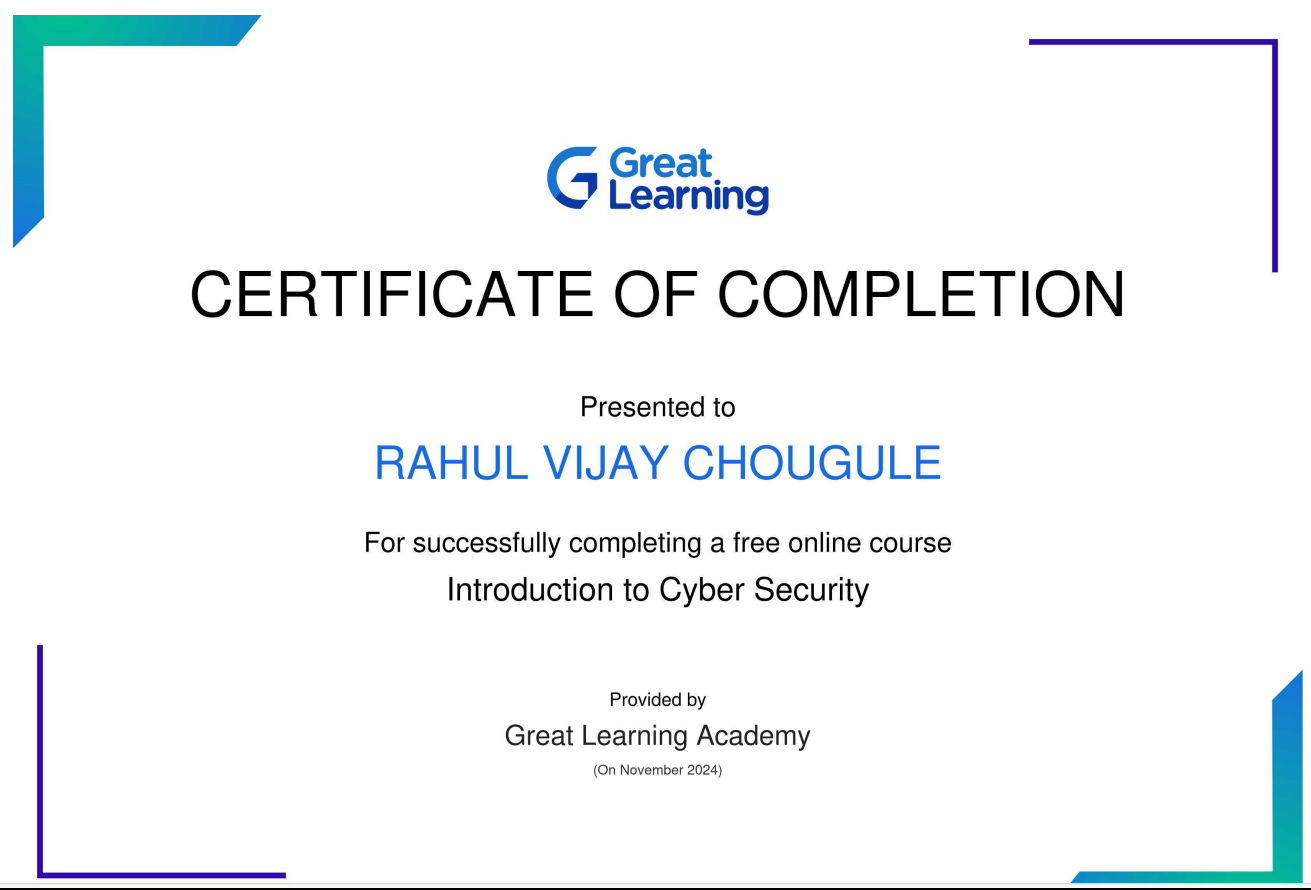 Great
Learning
CERTIFICATE OF COMPLETION
Presented to
RAHUL VIJAY CHOUGULE
For successfully completing a free online course
Introduction to Cyber Security
Provided by
Great Learning Academy
(On November 2024)